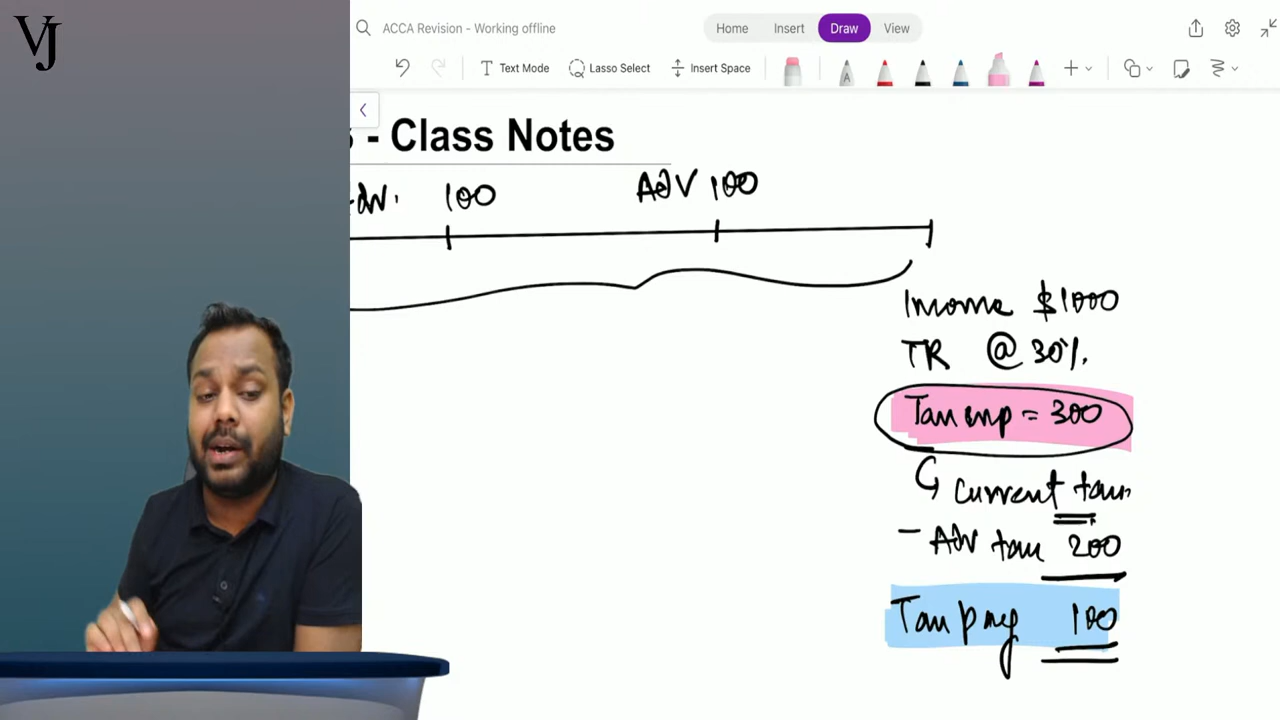 VJ
ACCA Revision - Working offline
Home Insert Draw View
Text Mode Lasso Select Insert Space
- Class Notes
Adv. 100 Adv 100
Income $1000
TR @ 30%.
Tax exp = 300
Current tax
- Adv tax 200
Tax pay 100